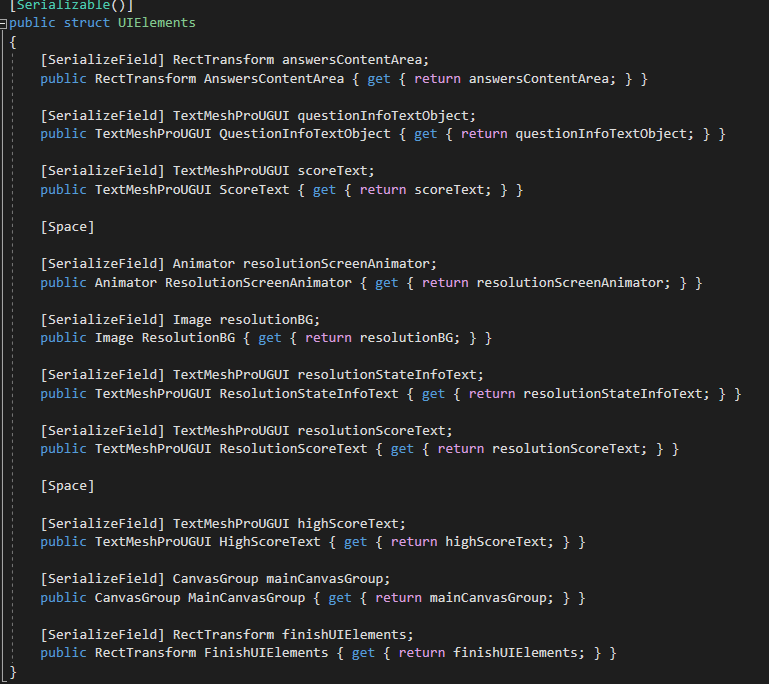 [Serializable()]
public struct UIElements
{
[SerializeField] RectTransform answersContentArea;
public RectTransform AnswersContentArea { get { return answersContentArea; } }
[SerializeField] TextMeshProUGUI questionInfoTextObject;
public TextMeshProUGUI QuestionInfoTextObject { get { return questionInfoTextObject; } }
[SerializeField] TextMeshProUGUI scoreText;
public TextMeshProUGUI ScoreText { get { return scoreText; } }
[Space]
[SerializeField] Animator resolutionScreenAnimator;
public Animator ResolutionScreenAnimator { get { return resolutionScreenAnimator; } }
[SerializeField] Image resolutionBG;
public Image ResolutionBG { get { return resolutionBG; } }
[SerializeField] TextMeshProUGUI resolutionStateInfoText;
public TextMeshProUGUI ResolutionStateInfoText { get { return resolutionStateInfoText; } }
[SerializeField] TextMeshProUGUI resolutionScoreText;
public TextMeshProUGUI ResolutionScoreText { get { return resolutionScoreText; } }
[Space]
[SerializeField] TextMeshProUGUI highScoreText;
public TextMeshProUGUI HighScoreText { get { return highScoreText; } }
[SerializeField] CanvasGroup mainCanvasGroup;
public CanvasGroup MainCanvasGroup { get { return mainCanvasGroup; } }
[SerializeField] RectTransform finishUIElements;
public RectTransform FinishUIElements { get { return finishUIElements; } }
}